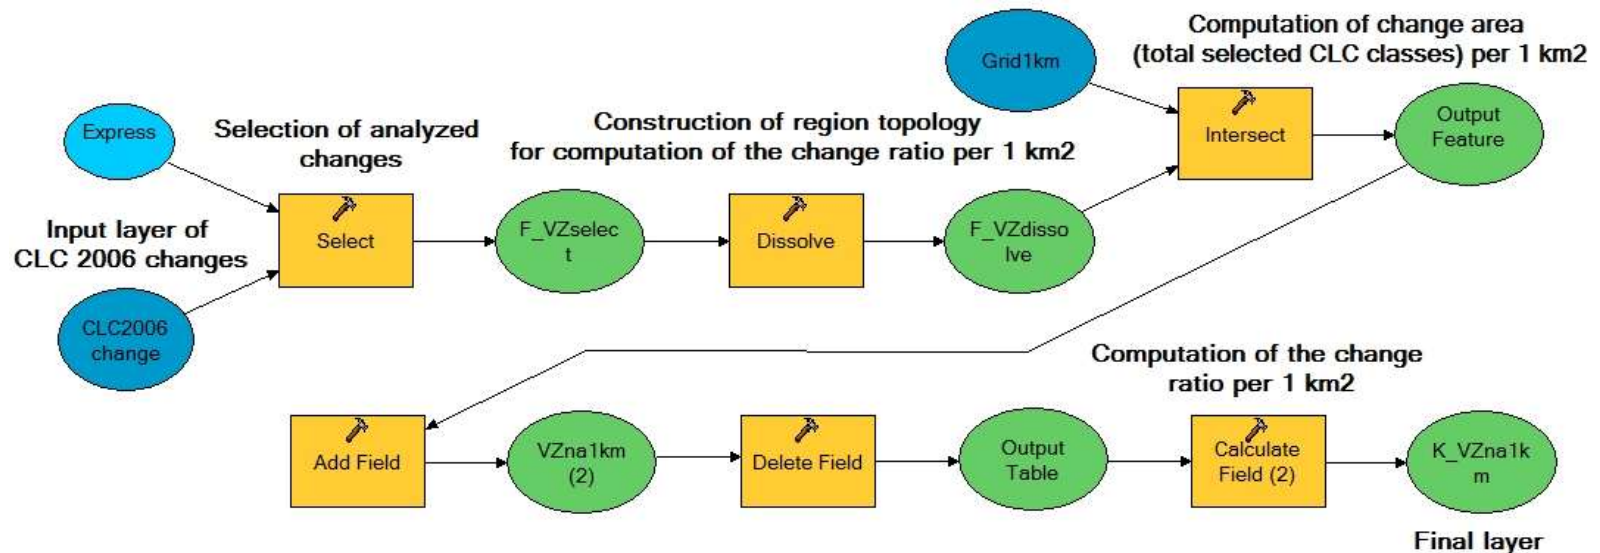 Computation of change area
(total selected CLC classes) per 1 km2
Grid1km
Express
Selection of analyzed
changes
Construction of region topology
for computation of the change ratio per 1 km2
Intersect
Output
Feature
Input layer of
CLC 2006 changes
Select
F_VZselec
t
Dissolve
F_VZdisso
lve
CLC2006
change
Computation of the change
ratio per 1 km2
Add Field
VZna1km
(2)
Delete Field
Output
Table
Calculate
Field (2)
K_VZna1k
m
Final layer